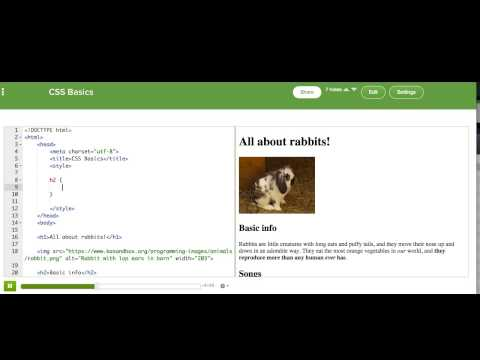 CSS Basics
Share
7 notes
Edit
Settings
1 <!DOCTYPE html>
2 <html>
3 <head>
4 <meta charset="utf-8">
5 <title>CSS Basics</title>
6 <style>
7
8 h2 {
9
10 }
11
12 </style>
13 </head>
14 <body>
15
16 <h1>All about rabbits!</h1>
17
18 <img src="https://www.kasandbox.org/programming-images/animals
/rabbit.png" alt="Rabbit with lop ears in barn" width="203">
19
20 <h2>Basic info</h2>
All about rabbits!
Basic info
Rabbits are little creatures with long ears and puffy tails, and they move their nose up and
down in an adorable way. They eat the most orange vegetables in our world, and they
reproduce more than any human ever has.
Songs